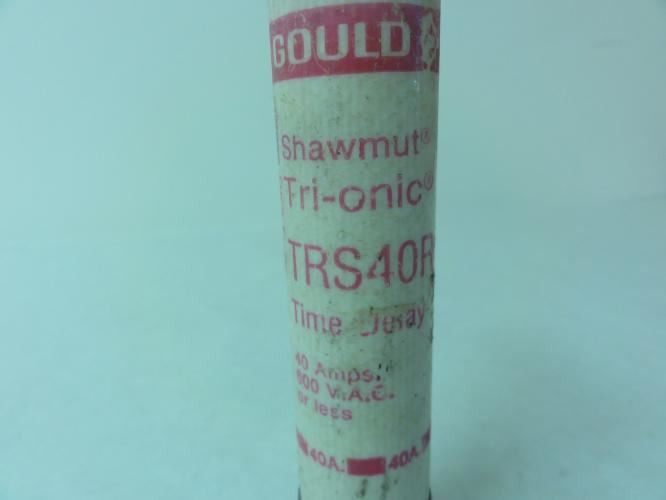 GOULD
Shawmut®
Tri-onic®
TRS40R
Time Delay
40 Amps.
600 V.A.C.
or less
40A. 40A.